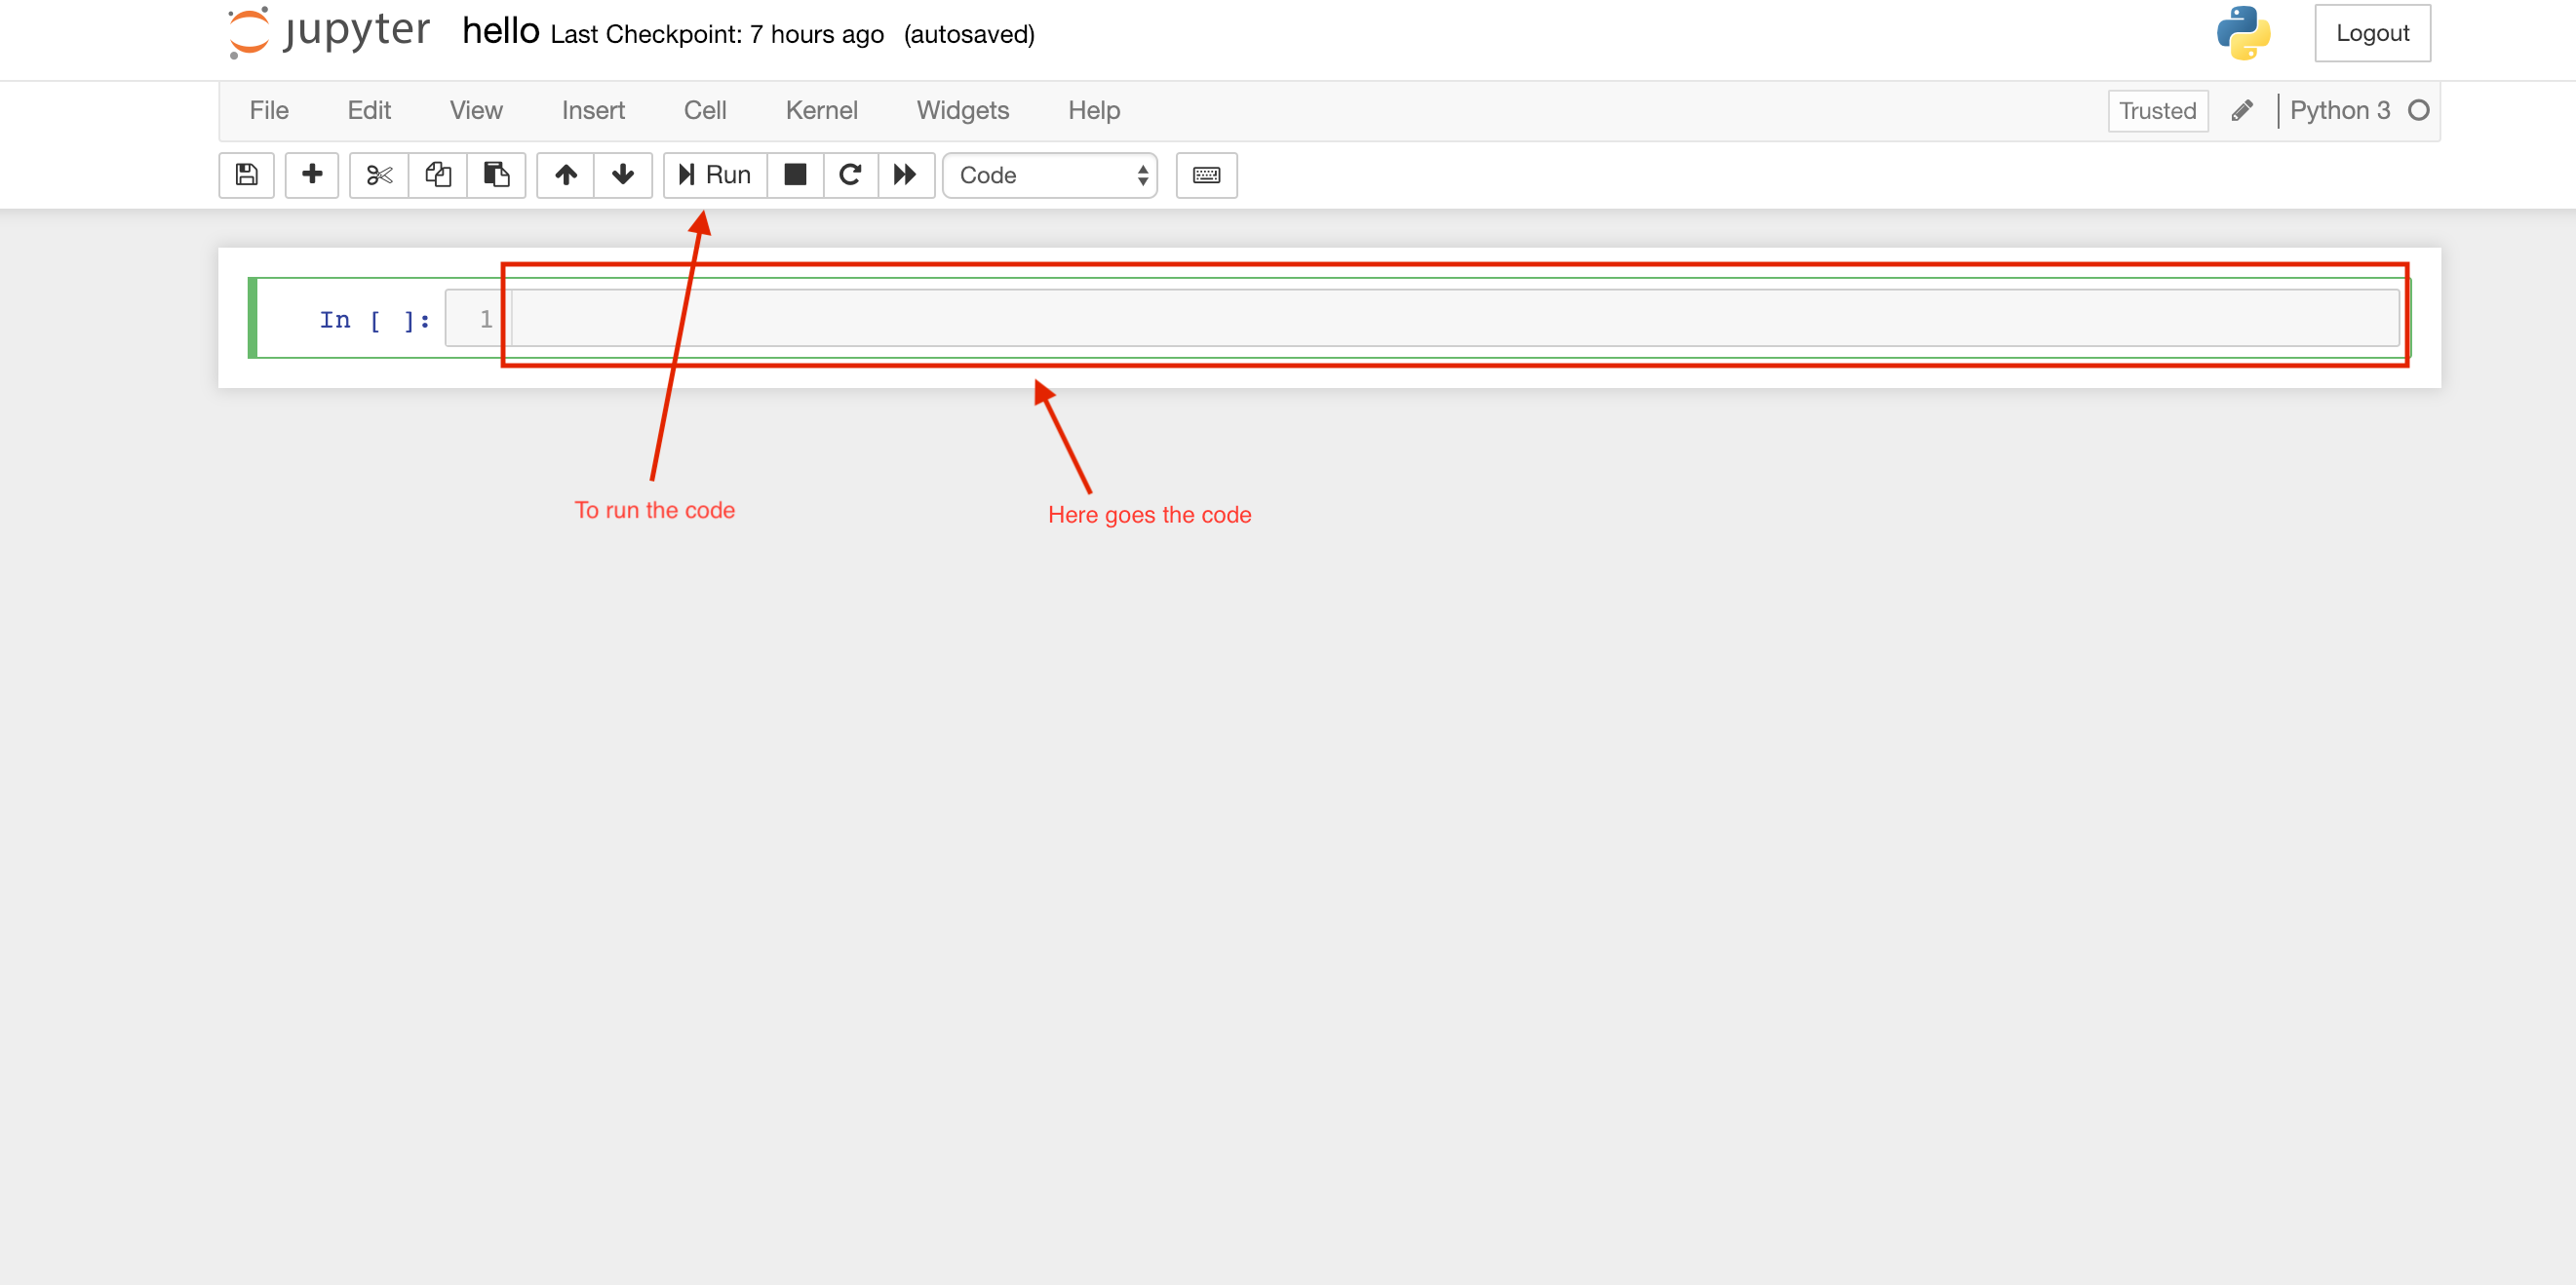 jupyter hello Last Checkpoint: 7 hours ago (autosaved)
Logout
File Edit View Insert Cell Kernel Widgets Help
Trusted Python 3
Run Code
In [ ]: 1
To run the code
Here goes the code